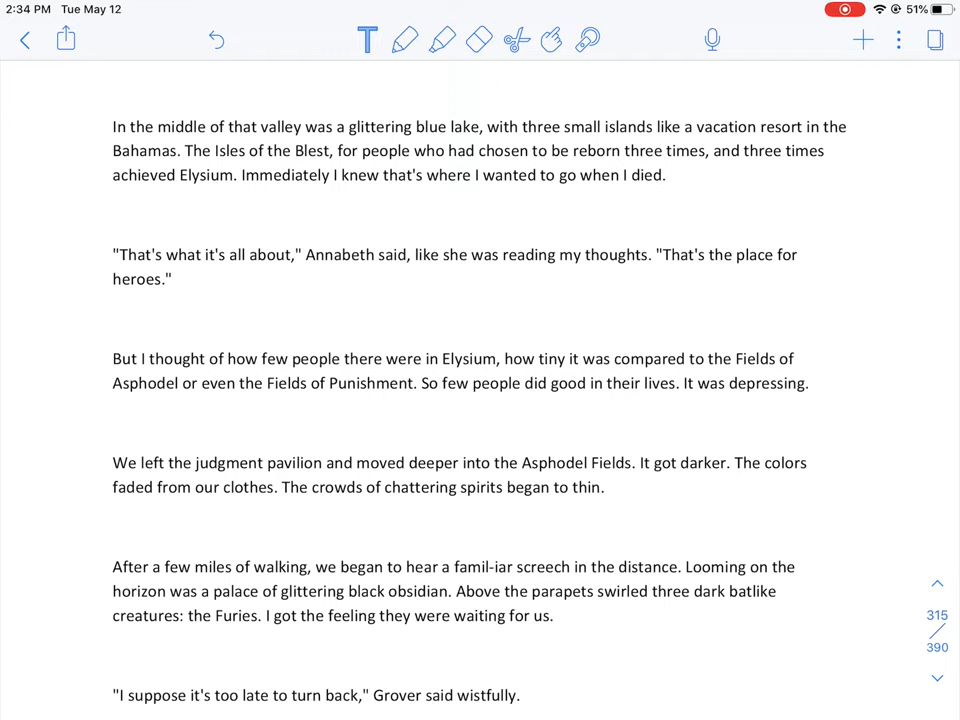 2:34 PM Tue May 12
51%
In the middle of that valley was a glittering blue lake, with three small islands like a vacation resort in the
Bahamas. The Isles of the Blest, for people who had chosen to be reborn three times, and three times
achieved Elysium. Immediately I knew that's where I wanted to go when I died.
"That's what it's all about," Annabeth said, like she was reading my thoughts. "That's the place for
heroes."
But I thought of how few people there were in Elysium, how tiny it was compared to the Fields of
Asphodel or even the Fields of Punishment. So few people did good in their lives. It was depressing.
We left the judgment pavilion and moved deeper into the Asphodel Fields. It got darker. The colors
faded from our clothes. The crowds of chattering spirits began to thin.
After a few miles of walking, we began to hear a famil-iar screech in the distance. Looming on the
horizon was a palace of glittering black obsidian. Above the parapets swirled three dark batlike
creatures: the Furies. I got the feeling they were waiting for us.
315
/
390
"I suppose it's too late to turn back," Grover said wistfully.